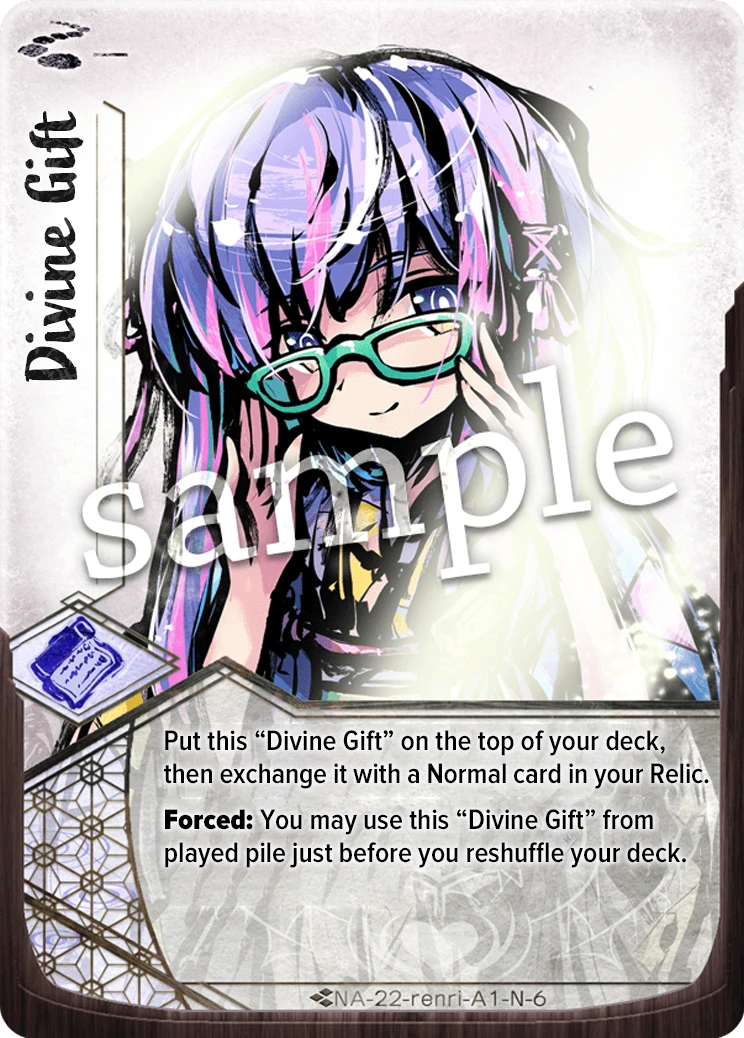 Divine Gift
sample
Put this “Divine Gift” on the top of your deck,
then exchange it with a Normal card in your Relic.
Forced: You may use this “Divine Gift” from
played pile just before you reshuffle your deck.
NA-22-renri-A1-N-6